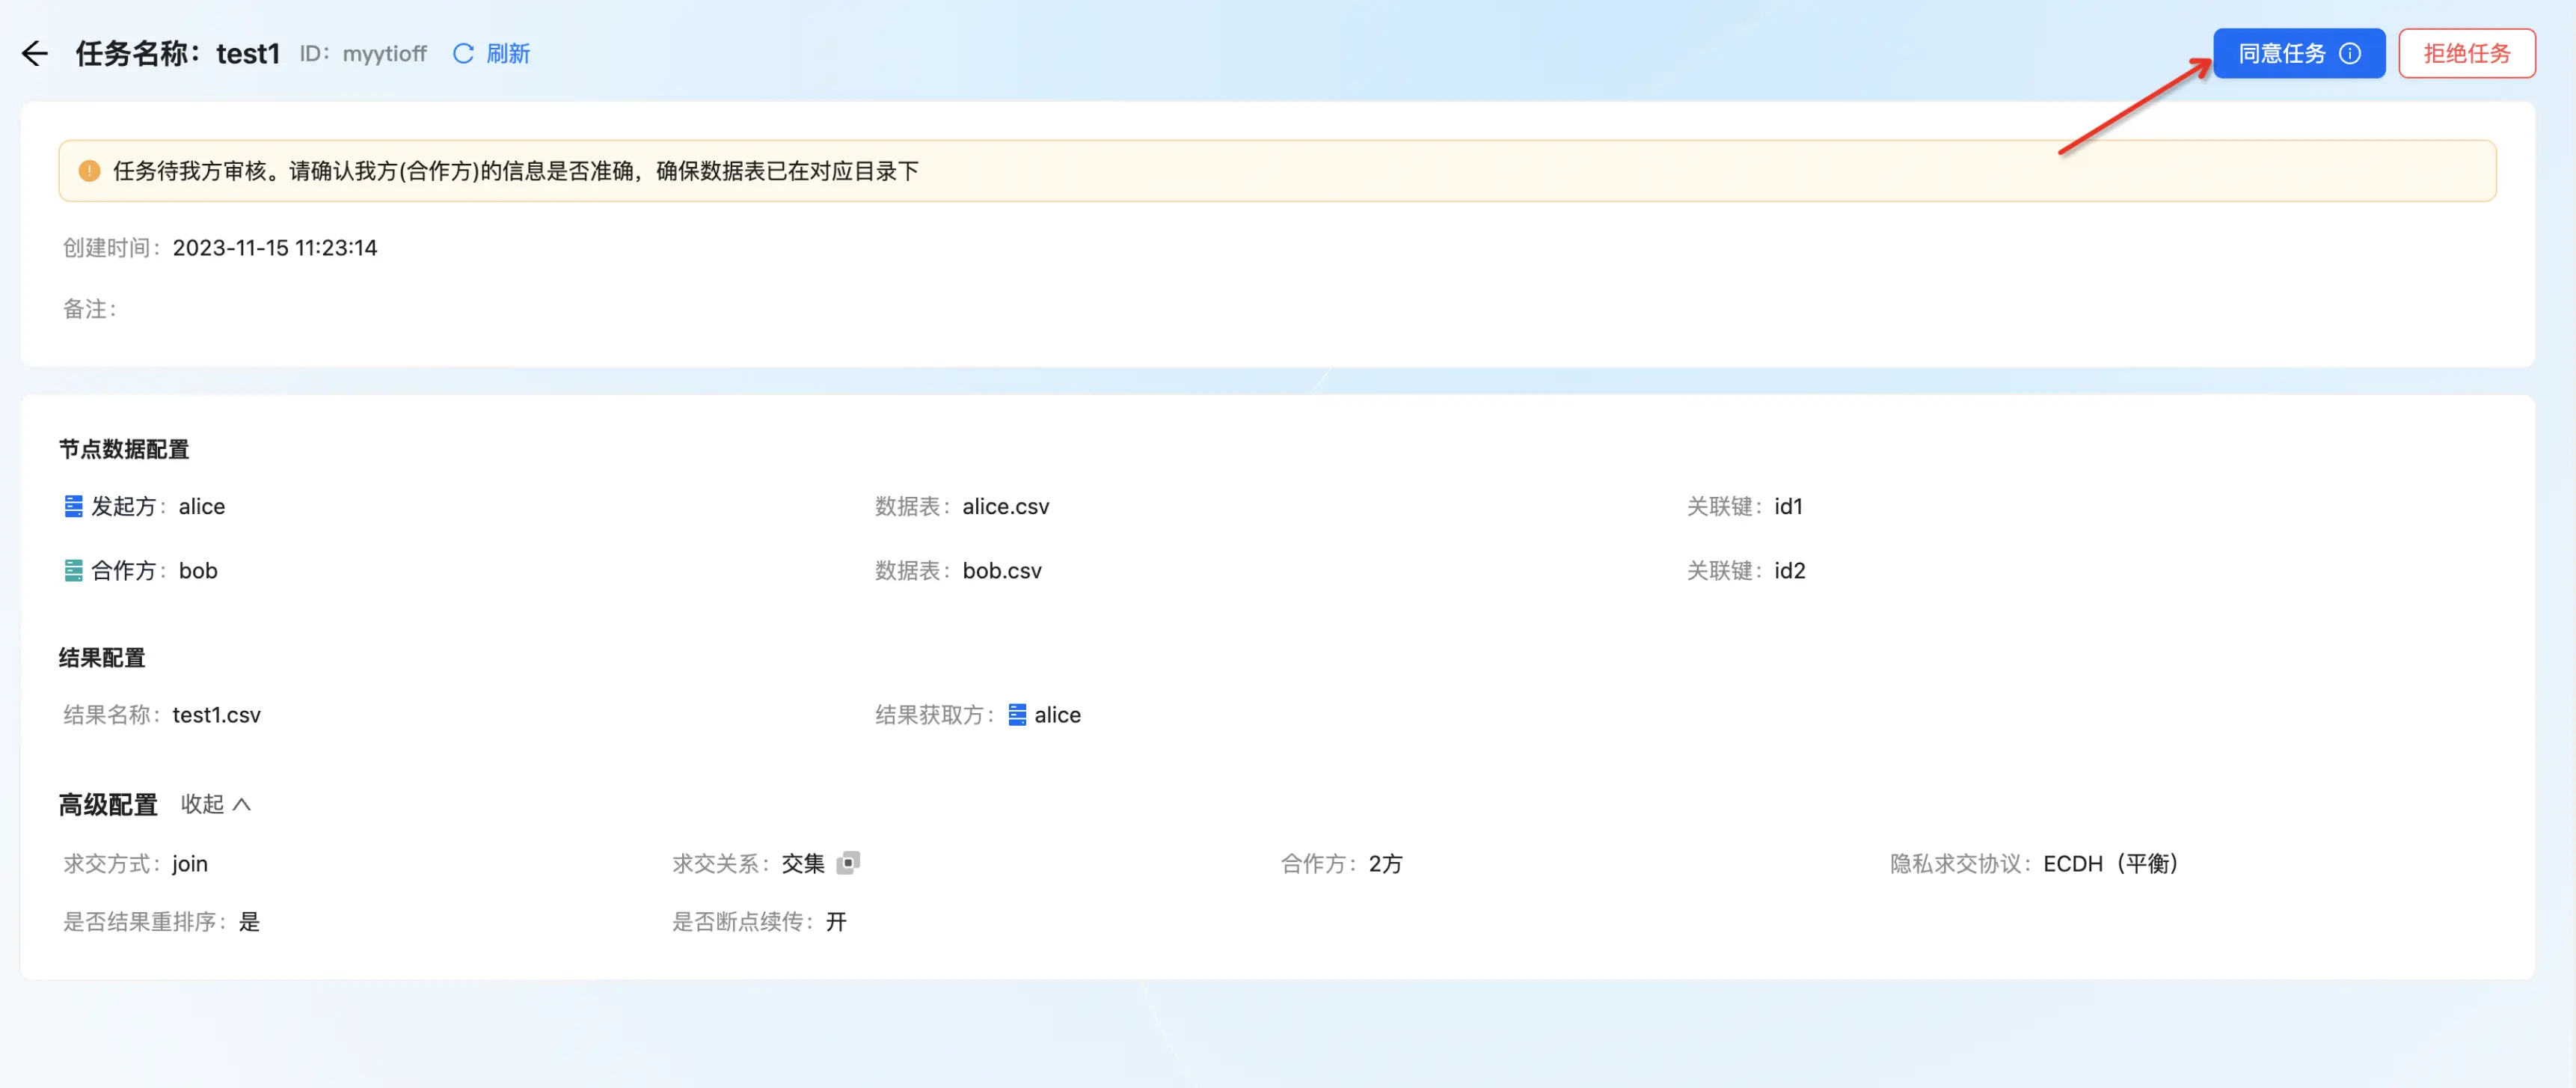 任务名称：test1 ID：myytioff 刷新 同意任务 拒绝任务
任务待我方审核。请确认我方(合作方)的信息是否准确，确保数据表已在对应目录下
创建时间：2023-11-15 11:23:14
备注：
节点数据配置
发起方：alice 数据表：alice.csv 关联键：id1
合作方：bob 数据表：bob.csv 关联键：id2
结果配置
结果名称：test1.csv 结果获取方：alice
高级配置 收起
求交方式：join 求交关系：交集 合作方：2方 隐私求交协议：ECDH（平衡）
是否结果重排序：是 是否断点续传：开